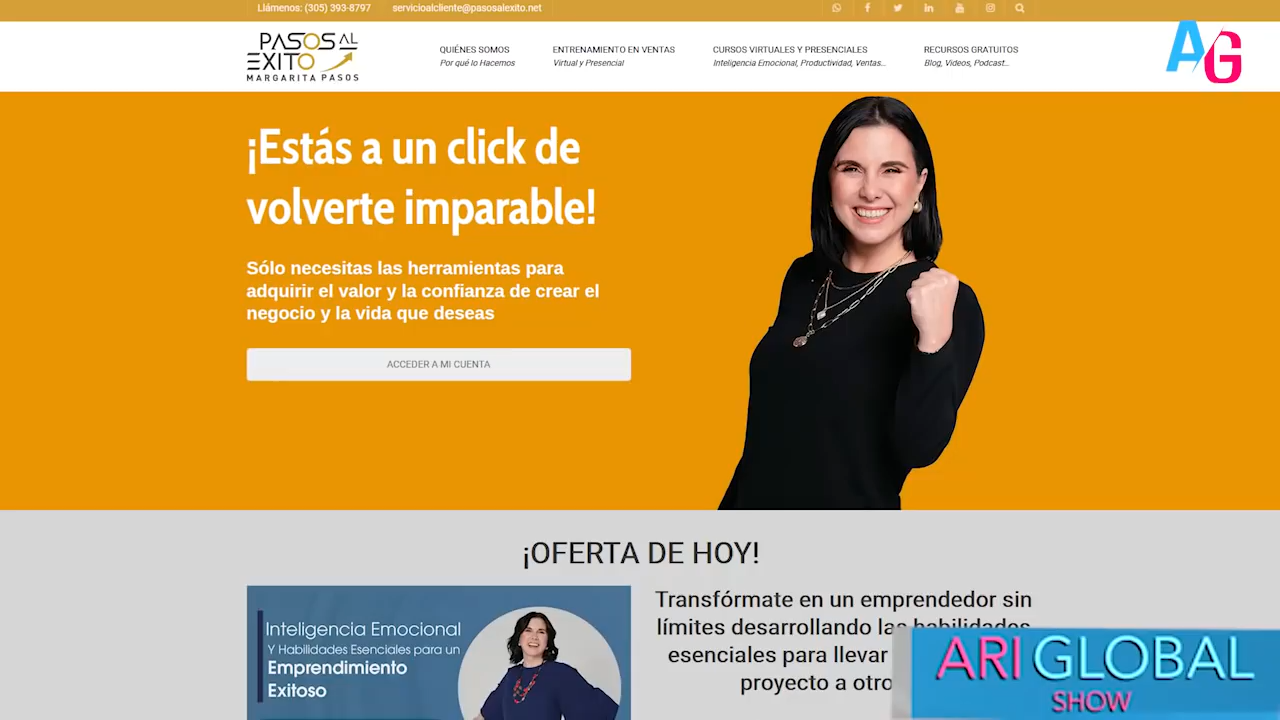 Llámenos: (305) 393-8797
servicioalcliente@pasosalexito.net
PASOS AL
EXITO
MARGARITA PASOS
QUIÉNES SOMOS
Por qué lo Hacemos
ENTRENAMIENTO EN VENTAS
Virtual y Presencial
CURSOS VIRTUALES Y PRESENCIALES
Inteligencia Emocional, Productividad, Ventas...
RECURSOS GRATUITOS
Blog, Videos, Podcast...
AG
¡Estás a un click de
volverte imparable!
Sólo necesitas las herramientas para
adquirir el valor y la confianza de crear el
negocio y la vida que deseas
ACCEDER A MI CUENTA
¡OFERTA DE HOY!
Inteligencia Emocional
Y Habilidades Esenciales para un
Emprendimiento
Exitoso
Transfórmate en un emprendedor sin
límites desarrollando las habilidades
esenciales para llevar
proyecto a otro
ARI GLOBAL
SHOW